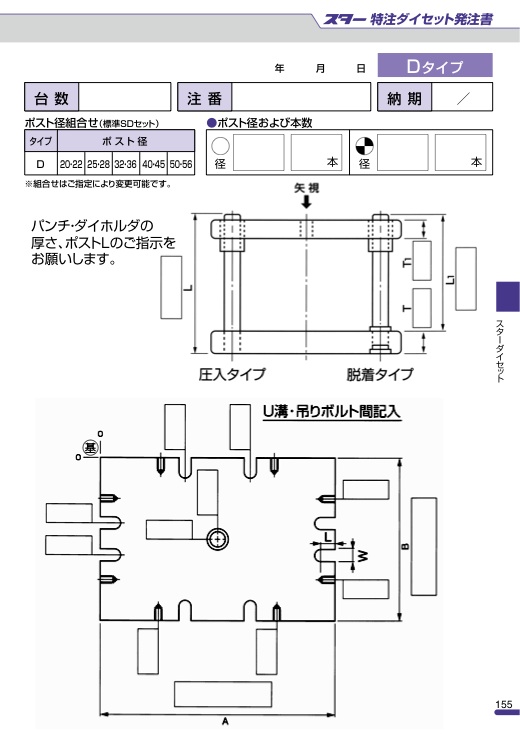 スター 特注ダイセット発注書
年 月 日
Dタイプ
台数
注番
納期 ／
ポスト径組合せ(標準SDセット)
タイプ ポスト径
D 20-22 25-28 32-36 40-45 50-56
※組合せはご指定により変更可能です。
●ポスト径および本数
径 本 径 本
矢視
パンチ・ダイホルダの
厚さ、ポストLのご指示を
お願いします。
L
T1
T
L1
圧入タイプ 脱着タイプ
スターダイセット
U溝・吊りボルト間記入
0
0 基
L
W
B
A
155